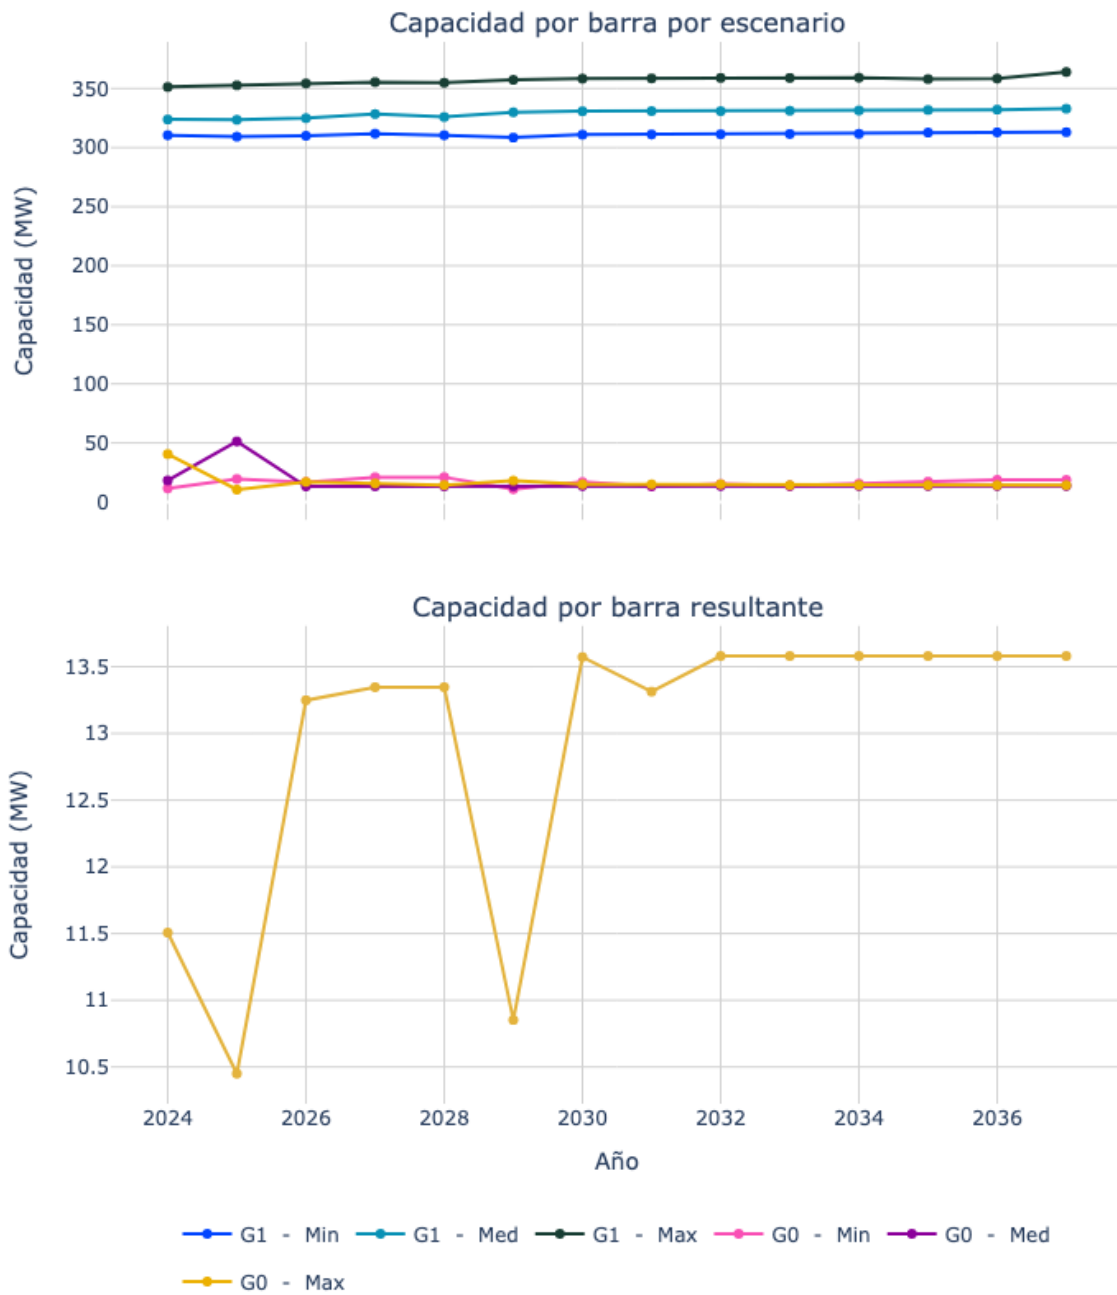 Capacidad por barra por escenario
Capacidad (MW)
350
300
250
200
150
100
50
0
Capacidad por barra resultante
Capacidad (MW)
13.5
13
12.5
12
11.5
11
10.5
2024 2026 2028 2030 2032 2034 2036
Año
G1 - Min G1 - Med G1 - Max G0 - Min G0 - Med
G0 - Max